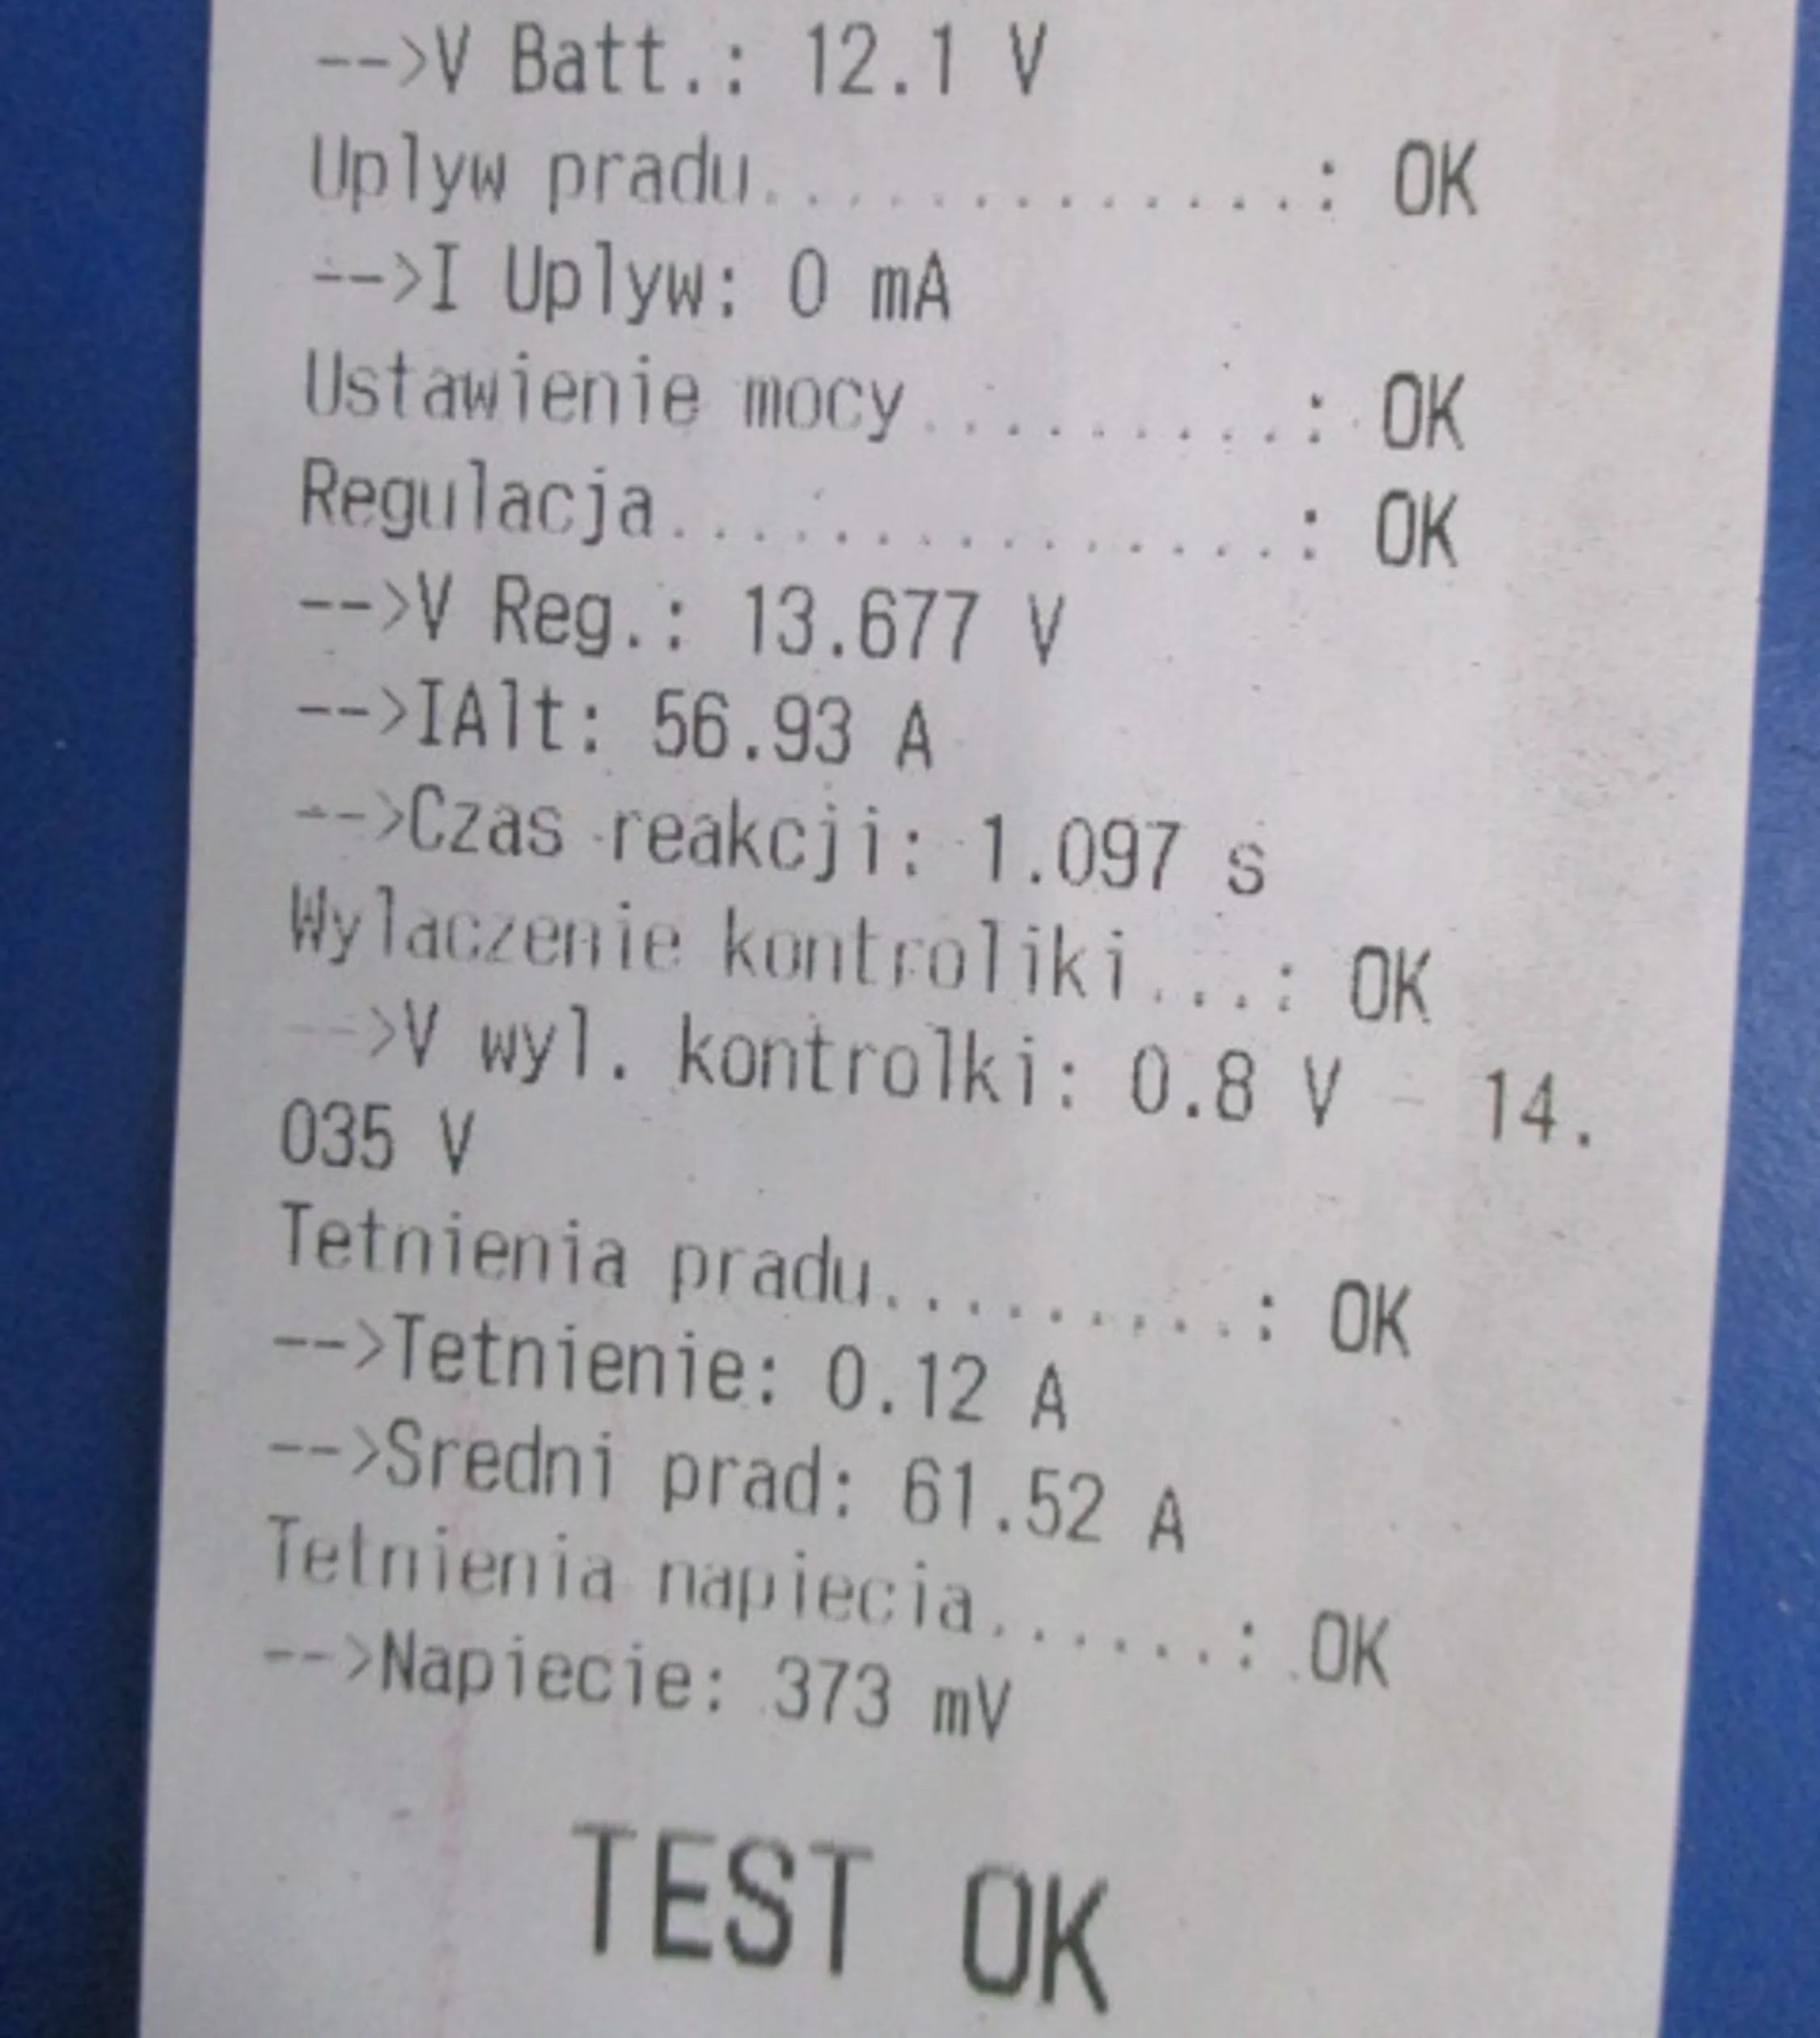 -->V Batt.: 12.1 V
Uplyw pradu..............: OK
-->I Uplyw: 0 mA
Ustawienie mocy..........: OK
Regulacja................: OK
-->V Reg.: 13.677 V
-->IAlt: 56.93 A
-->Czas reakcji: 1.097 s
Wylaczenie kontroliki...: OK
-->V wyl. kontrolki: 0.8 V - 14.
035 V
Tetnienia pradu.........: OK
-->Tetnienie: 0.12 A
-->Sredni prad: 61.52 A
Tetnienia napiecia......: OK
-->Napiecie: 373 mV
TEST OK